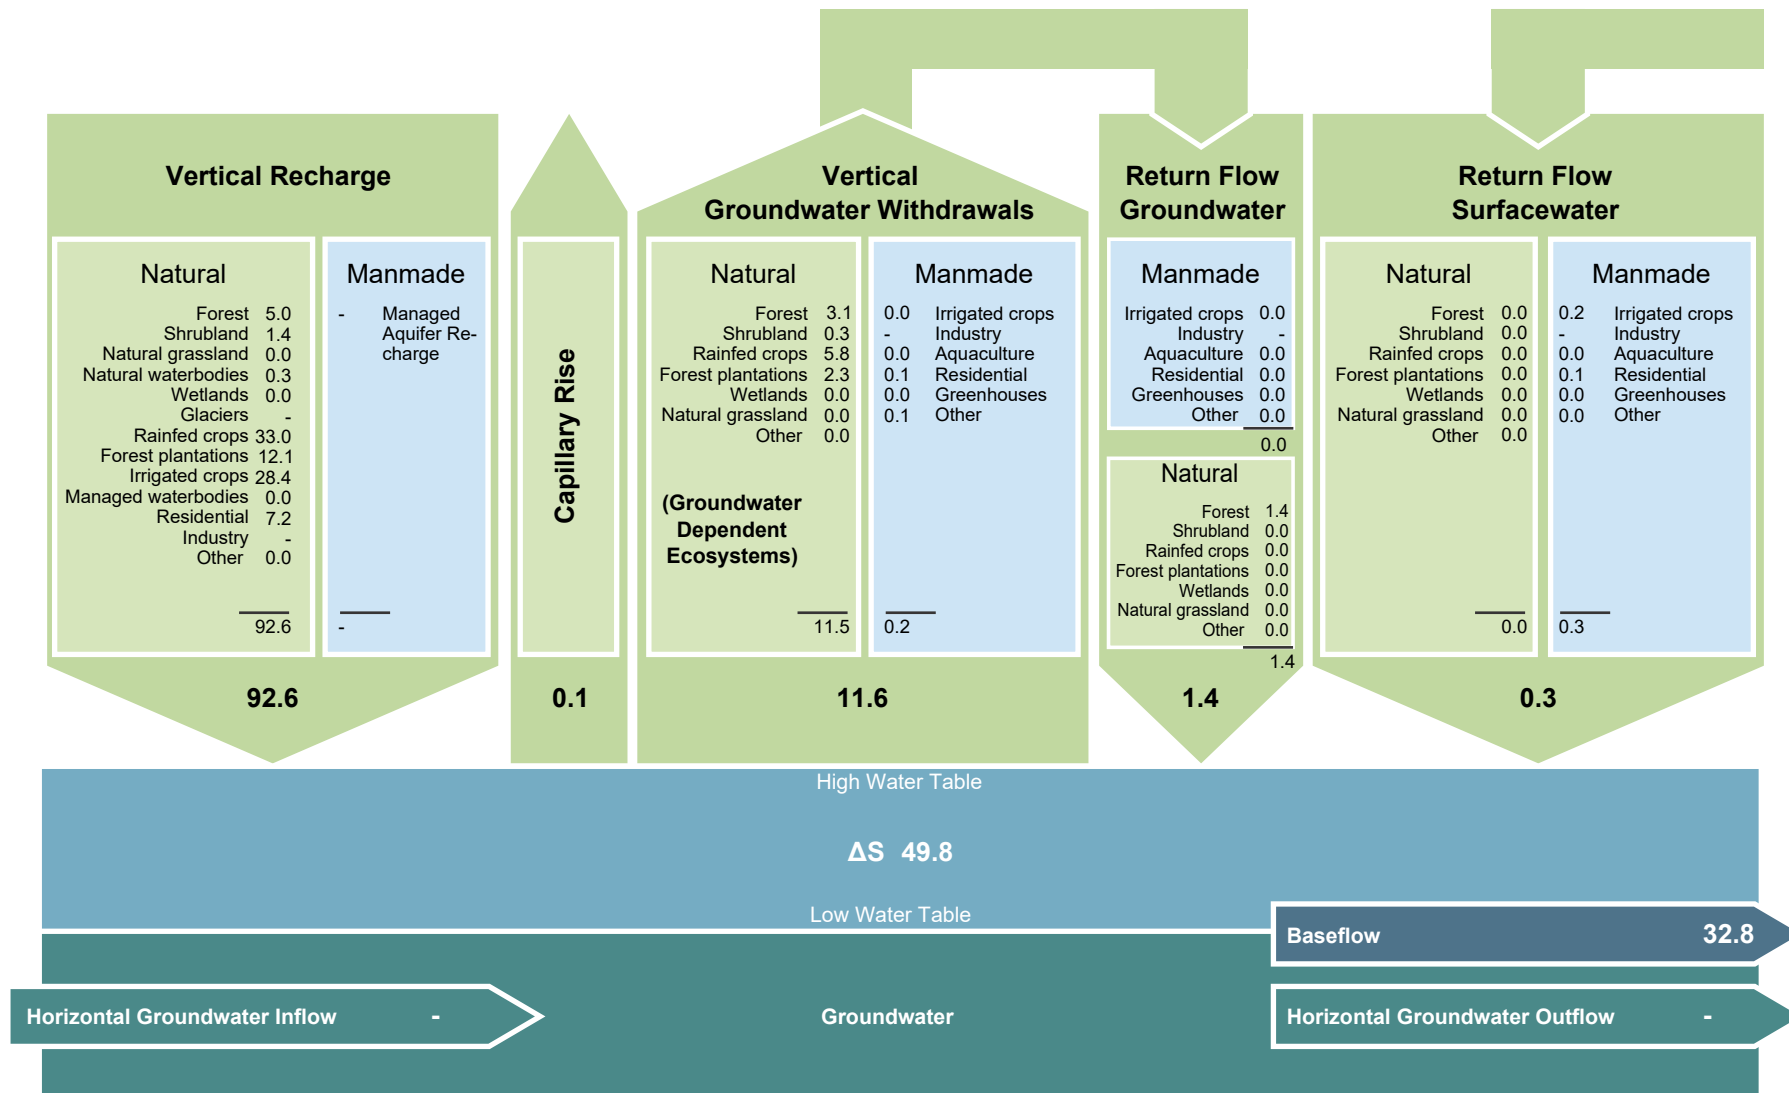 Vertical Recharge
Natural
Forest 5.0
Shrubland 1.4
Natural grassland 0.0
Natural waterbodies 0.3
Wetlands 0.0
Glaciers -
Rainfed crops 33.0
Forest plantations 12.1
Irrigated crops 28.4
Managed waterbodies 0.0
Residential 7.2
Industry -
Other 0.0
92.6
Manmade
- Managed
Aquifer Re-
charge
-
92.6
Capillary Rise
0.1
Vertical
Groundwater Withdrawals
Natural
Forest 3.1
Shrubland 0.3
Rainfed crops 5.8
Forest plantations 2.3
Wetlands 0.0
Natural grassland 0.0
Other 0.0
(Groundwater
Dependent
Ecosystems)
11.5
Manmade
0.0 Irrigated crops
- Industry
0.0 Aquaculture
0.1 Residential
0.0 Greenhouses
0.1 Other
0.2
11.6
Return Flow
Groundwater
Manmade
Irrigated crops 0.0
Industry -
Aquaculture 0.0
Residential 0.0
Greenhouses 0.0
Other 0.0
0.0
Natural
Forest 1.4
Shrubland 0.0
Rainfed crops 0.0
Forest plantations 0.0
Wetlands 0.0
Natural grassland 0.0
Other 0.0
1.4
1.4
Return Flow
Surfacewater
Natural
Forest 0.0
Shrubland 0.0
Rainfed crops 0.0
Forest plantations 0.0
Wetlands 0.0
Natural grassland 0.0
Other 0.0
0.0
Manmade
0.2 Irrigated crops
- Industry
0.0 Aquaculture
0.1 Residential
0.0 Greenhouses
0.0 Other
0.3
0.3
High Water Table
ΔS 49.8
Low Water Table
Baseflow 32.8
Horizontal Groundwater Inflow -
Groundwater
Horizontal Groundwater Outflow -